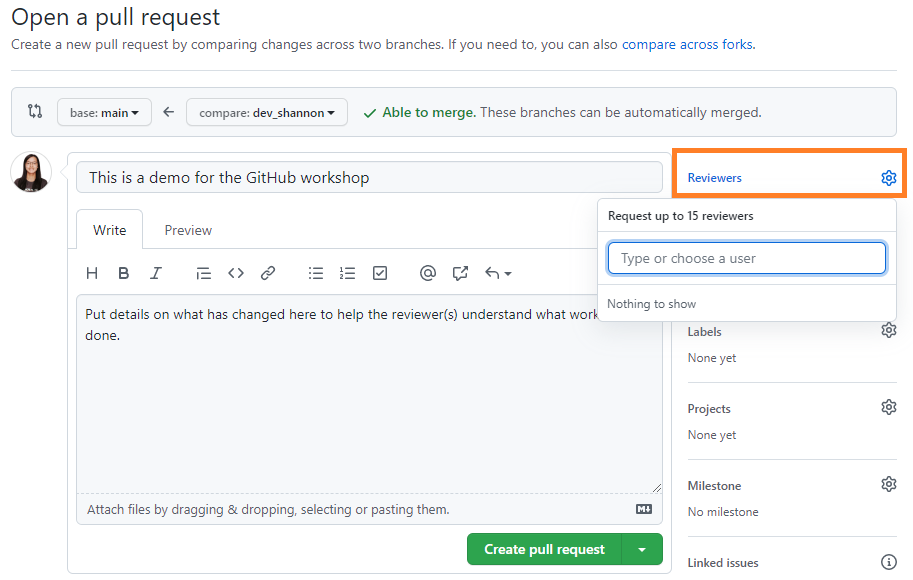 Open a pull request
Create a new pull request by comparing changes across two branches. If you need to, you can also compare across forks.
base: main
compare: dev_shannon
Able to merge. These branches can be automatically merged.
This is a demo for the GitHub workshop
Reviewers
Request up to 15 reviewers
Type or choose a user
Nothing to show
Write
Preview
H B I
Put details on what has changed here to help the reviewer(s) understand what work
done.
Attach files by dragging & dropping, selecting or pasting them.
Create pull request
Labels
None yet
Projects
None yet
Milestone
No milestone
Linked issues